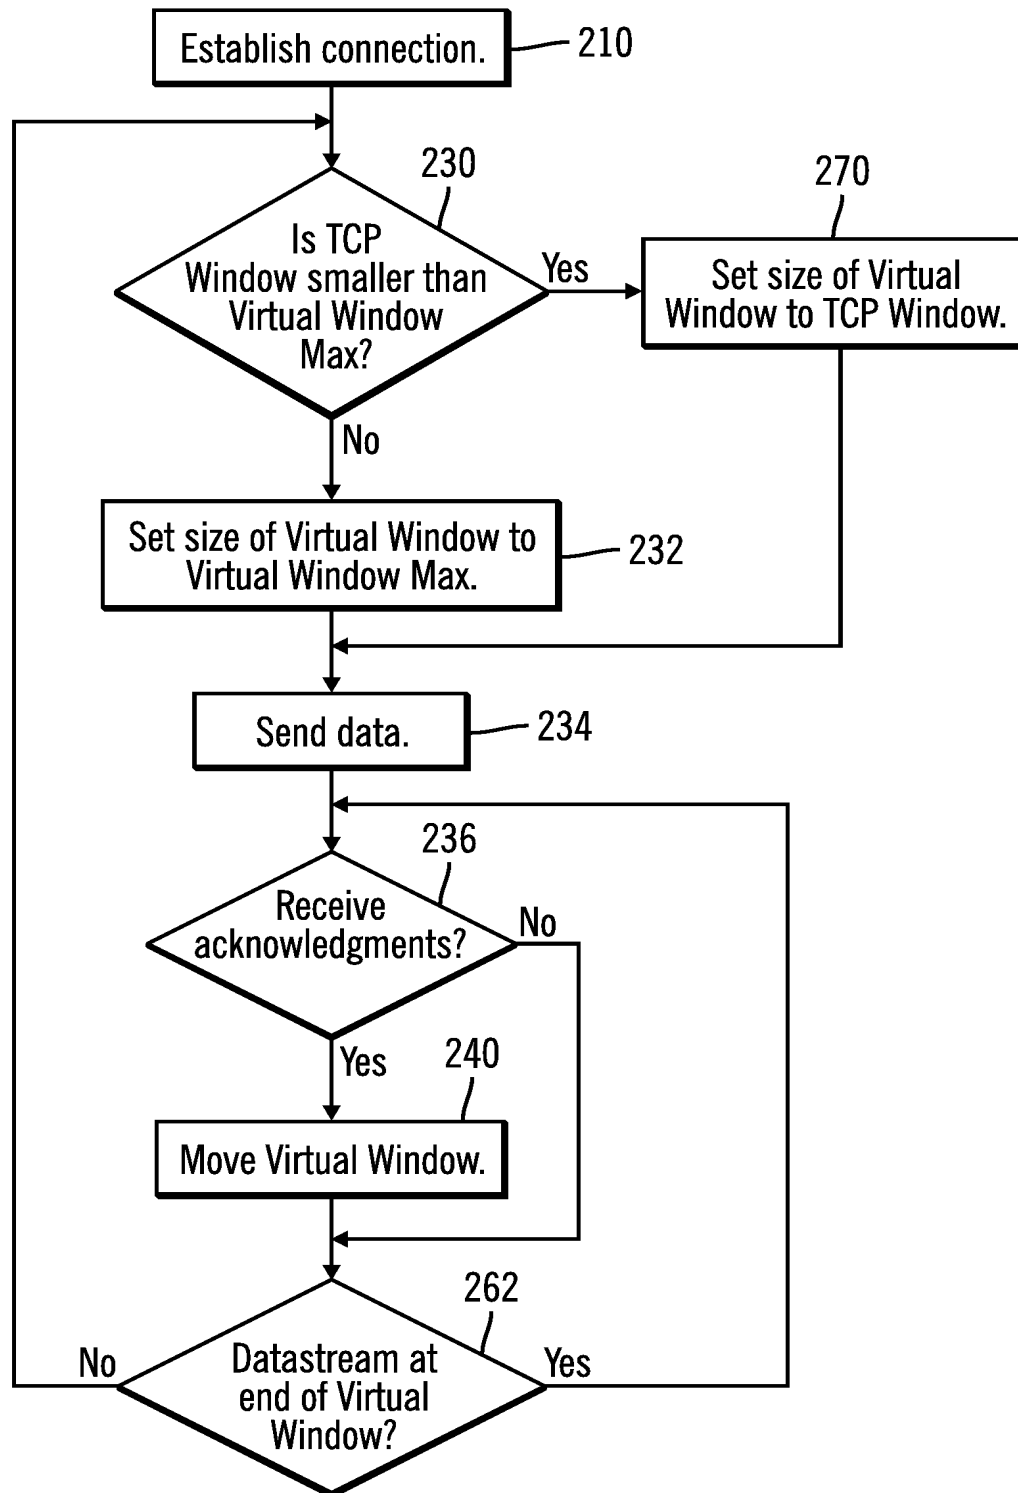 Establish connection.
210
230
Is TCP
Window smaller than
Virtual Window
Max?
Yes
270
Set size of Virtual
Window to TCP Window.
No
Set size of Virtual Window to
Virtual Window Max.
232
Send data.
234
236
Receive
acknowledgments?
No
Yes
240
Move Virtual Window.
262
No
Datastream at
end of Virtual
Window?
Yes